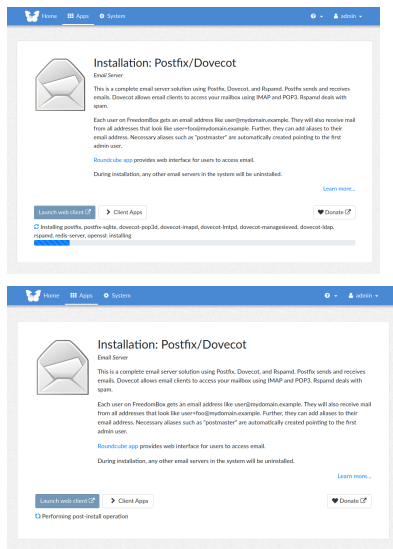 Home Apps System admin
Installation: Postfix/Dovecot
Email Server
This is a complete email server solution using Postfix, Dovecot, and Rspamd. Postfix sends and receives
emails. Dovecot allows email clients to access your mailbox using IMAP and POP3. Rspamd deals with
spam.
Each user on FreedomBox gets an email address like user@mydomain.example. They will also receive mail
from all addresses that look like user+foo@mydomain.example. Further, they can add aliases to their
email address. Necessary aliases such as "postmaster" are automatically created pointing to the first
admin user.
Roundcube app provides web interface for users to access email.
During installation, any other email servers in the system will be uninstalled.
Learn more...
Launch web client Client Apps Donate
Installing postfix, postfix-sqlite, dovecot-pop3d, dovecot-imapd, dovecot-lmtpd, dovecot-managesieved, dovecot-ldap,
rspamd, redis-server, openssl: installing
Home Apps System admin
Installation: Postfix/Dovecot
Email Server
This is a complete email server solution using Postfix, Dovecot, and Rspamd. Postfix sends and receives
emails. Dovecot allows email clients to access your mailbox using IMAP and POP3. Rspamd deals with
spam.
Each user on FreedomBox gets an email address like user@mydomain.example. They will also receive mail
from all addresses that look like user+foo@mydomain.example. Further, they can add aliases to their
email address. Necessary aliases such as "postmaster" are automatically created pointing to the first
admin user.
Roundcube app provides web interface for users to access email.
During installation, any other email servers in the system will be uninstalled.
Learn more...
Launch web client Client Apps Donate
Performing post-install operation